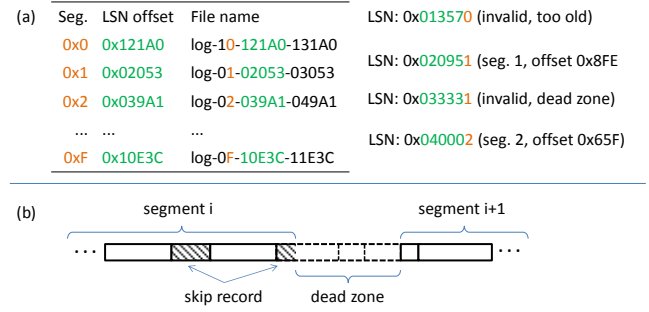 (a)
Seg. LSN offset File name
0x0 0x121A0 log-10-121A0-131A0
0x1 0x02053 log-01-02053-03053
0x2 0x039A1 log-02-039A1-049A1
... ... ...
0xF 0x10E3C log-0F-10E3C-11E3C
LSN: 0x013570 (invalid, too old)
LSN: 0x020951 (seg. 1, offset 0x8FE
LSN: 0x033331 (invalid, dead zone)
LSN: 0x040002 (seg. 2, offset 0x65F)
(b)
segment i segment i+1
... ...
skip record dead zone